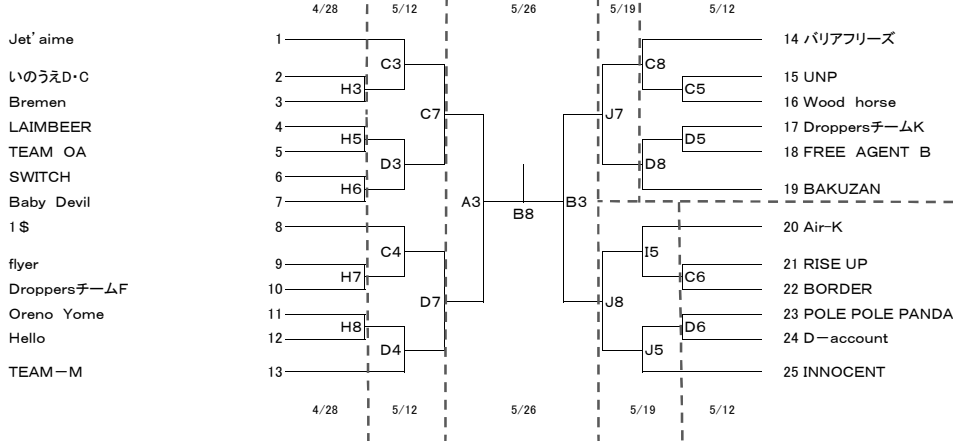 4/28 5/12 5/26 5/19 5/12
Jet’aime 1 14 バリアフリーズ
C3 C8
いのうえD・C 2 15 UNP
H3 C5
Bremen 3 16 Wood horse
C7 J7
LAIMBEER 4 17 DroppersチームK
H5 D5
TEAM OA 5 18 FREE AGENT B
D3 D8
SWITCH 6
H6 19 BAKUZAN
Baby Devil 7
A3 B8 B3
1$ 8 20 Air-K
C4 I5
flyer 9 21 RISE UP
H7 C6
DroppersチームF 10 22 BORDER
D7 J8
Oreno Yome 11 23 POLE POLE PANDA
H8 D6
Hello 12 24 D－account
D4 J5
TEAM－M 13 25 INNOCENT
4/28 5/12 5/26 5/19 5/12